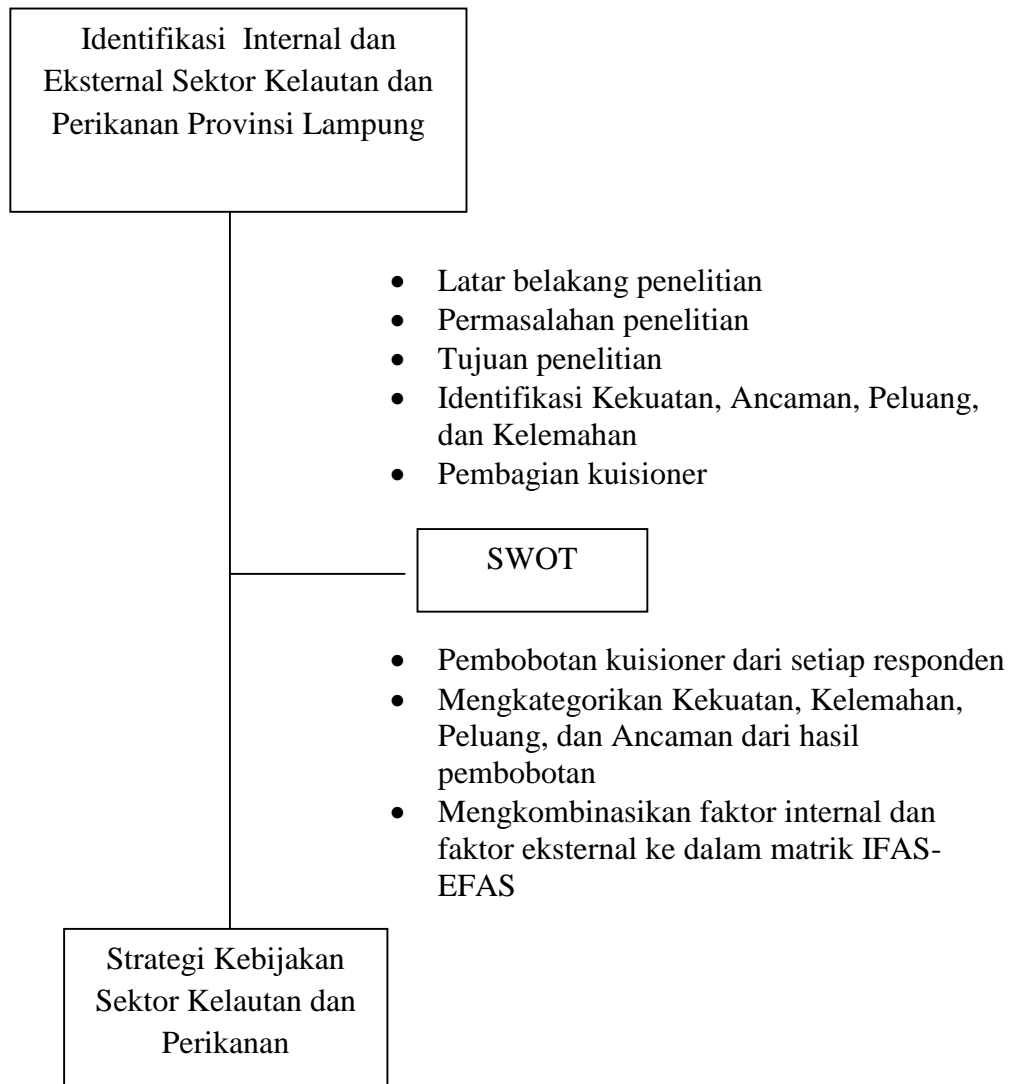 Identifikasi Internal dan
Eksternal Sektor Kelautan dan
Perikanan Provinsi Lampung
• Latar belakang penelitian
• Permasalahan penelitian
• Tujuan penelitian
• Identifikasi Kekuatan, Ancaman, Peluang,
dan Kelemahan
• Pembagian kuisioner
SWOT
• Pembobotan kuisioner dari setiap responden
• Mengkategorikan Kekuatan, Kelemahan,
Peluang, dan Ancaman dari hasil
pembobotan
• Mengkombinasikan faktor internal dan
faktor eksternal ke dalam matrik IFAS-
EFAS
Strategi Kebijakan
Sektor Kelautan dan
Perikanan